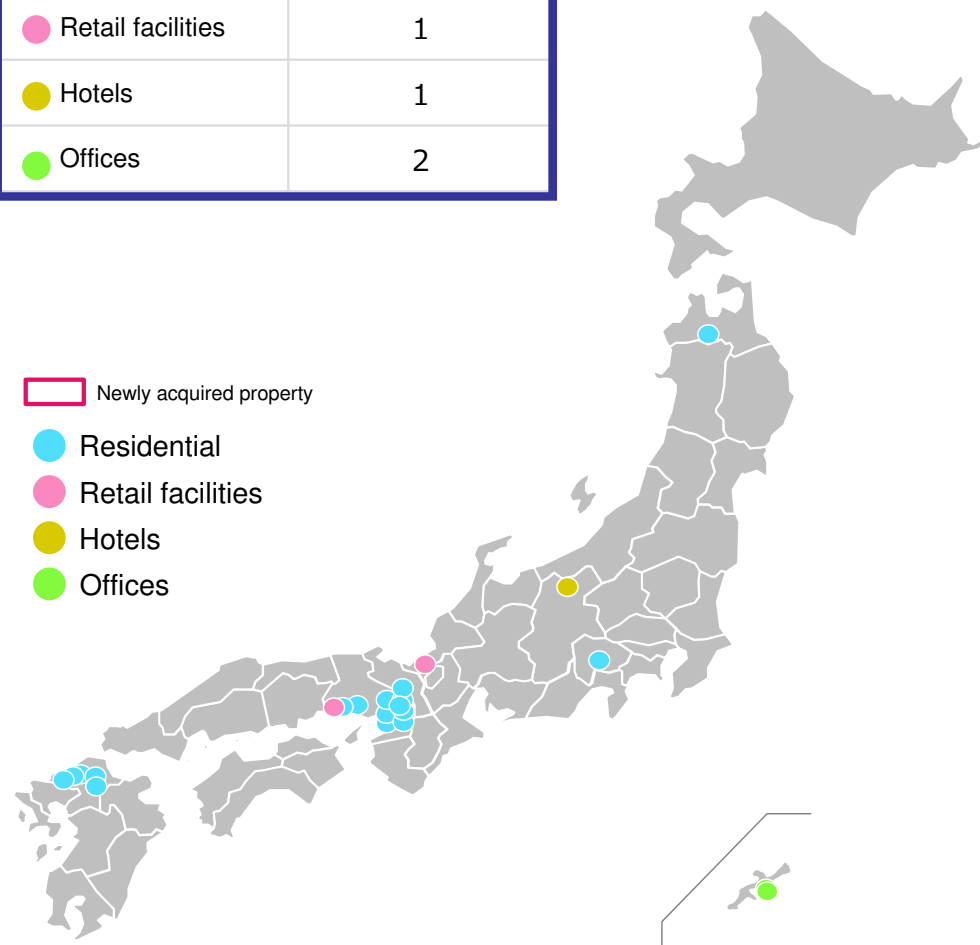 Retail facilities 1
Hotels 1
Offices 2
Newly acquired property
Residential
Retail facilities
Hotels
Offices